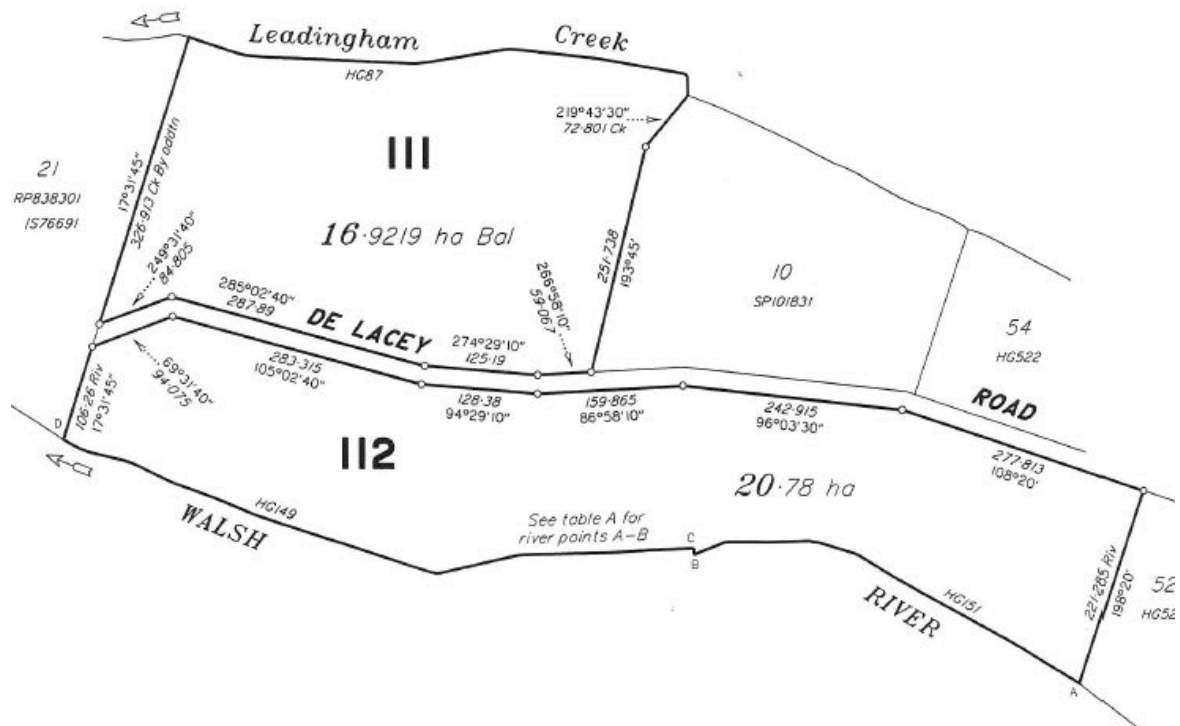 Leadingham Creek
HG87
219°43'30"
72·801 Ck
111
21
RP838301
IS76691
17°31'45"
326·913 Ck By addtn
16·9219 ha Bal
251·738
193°45'
10
SP101831
54
HG522
249°31'40"
84·805
285°02'40"
287·89
DE LACEY
274°29'10"
125·19
266°58'10"
59·067
ROAD
69°31'40"
94·075
283·315
105°02'40"
128·38
94°29'10"
159·865
86°58'10"
242·915
96°03'30"
277·813
108°20'
106·26 Riv
17°31'45"
D
112
20·78 ha
HG149
WALSH
See table A for
river points A-B
C
B
HG151
RIVER
221·285 Riv
198°20'
52
HG52
A